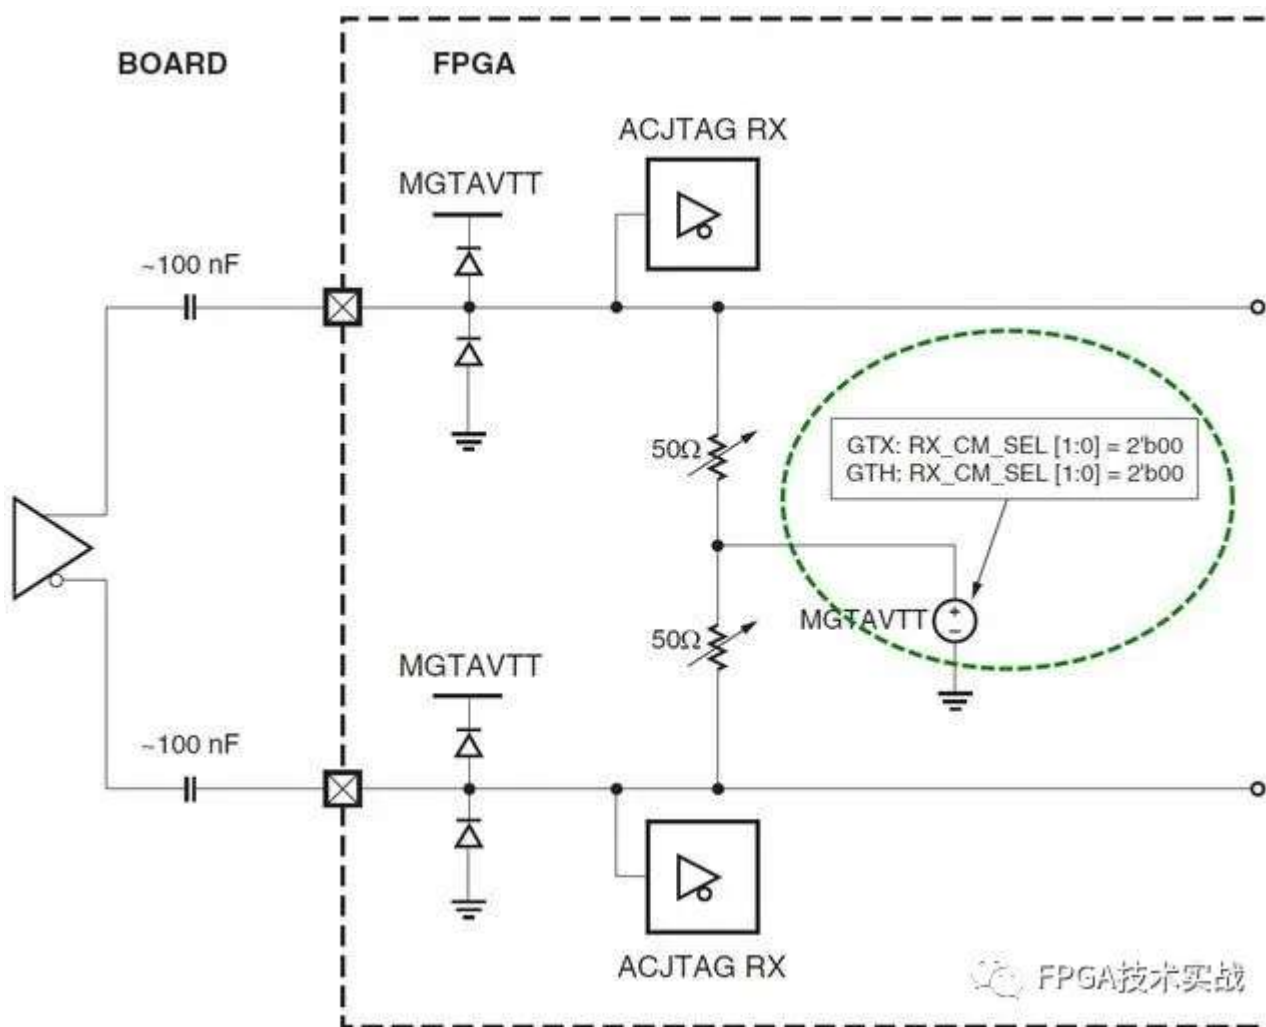 BOARD
FPGA
ACJTAG RX
MGTAVTT
~100 nF
50Ω
GTX: RX_CM_SEL [1:0] = 2'b00
GTH: RX_CM_SEL [1:0] = 2'b00
+
−
MGTAVTT
50Ω
MGTAVTT
~100 nF
ACJTAG RX
FPGA技术实战